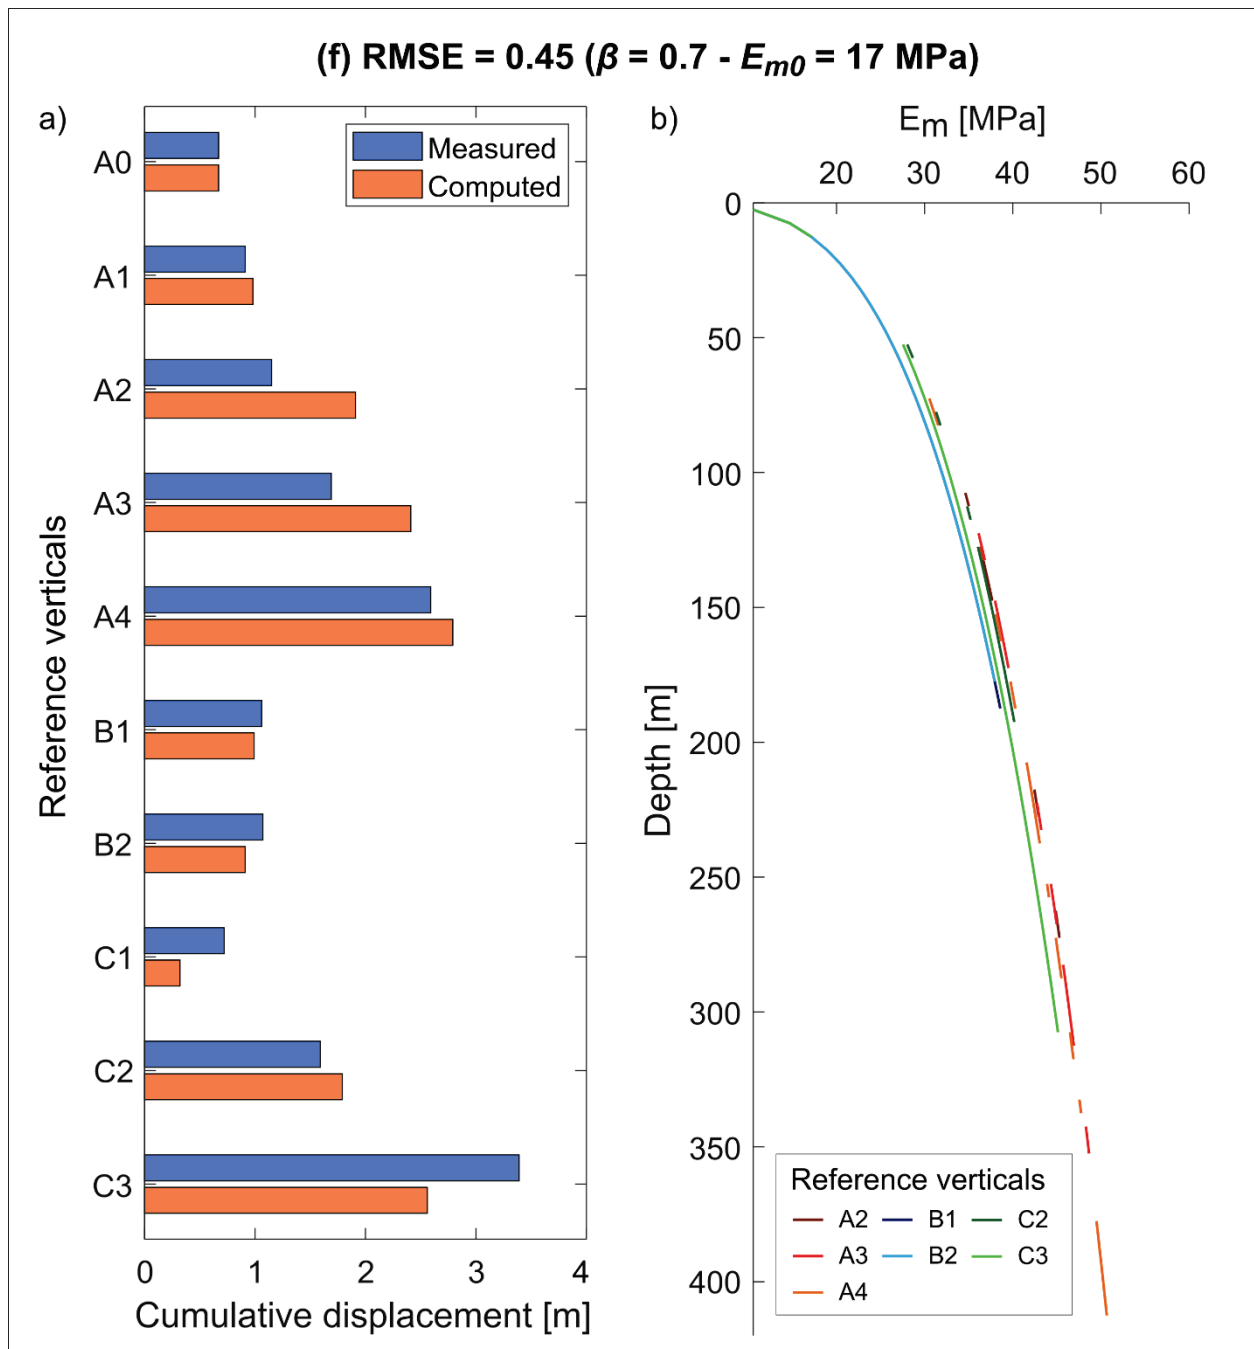 (f) RMSE = 0.45 (β = 0.7 - Em0 = 17 MPa)
a)
Measured
Computed
A0
A1
A2
A3
A4
B1
B2
C1
C2
C3
Reference verticals
0 1 2 3 4
Cumulative displacement [m]
b)
Em [MPa]
20 30 40 50 60
0
50
100
150
200
250
300
350
400
Depth [m]
Reference verticals
A2 B1 C2
A3 B2 C3
A4